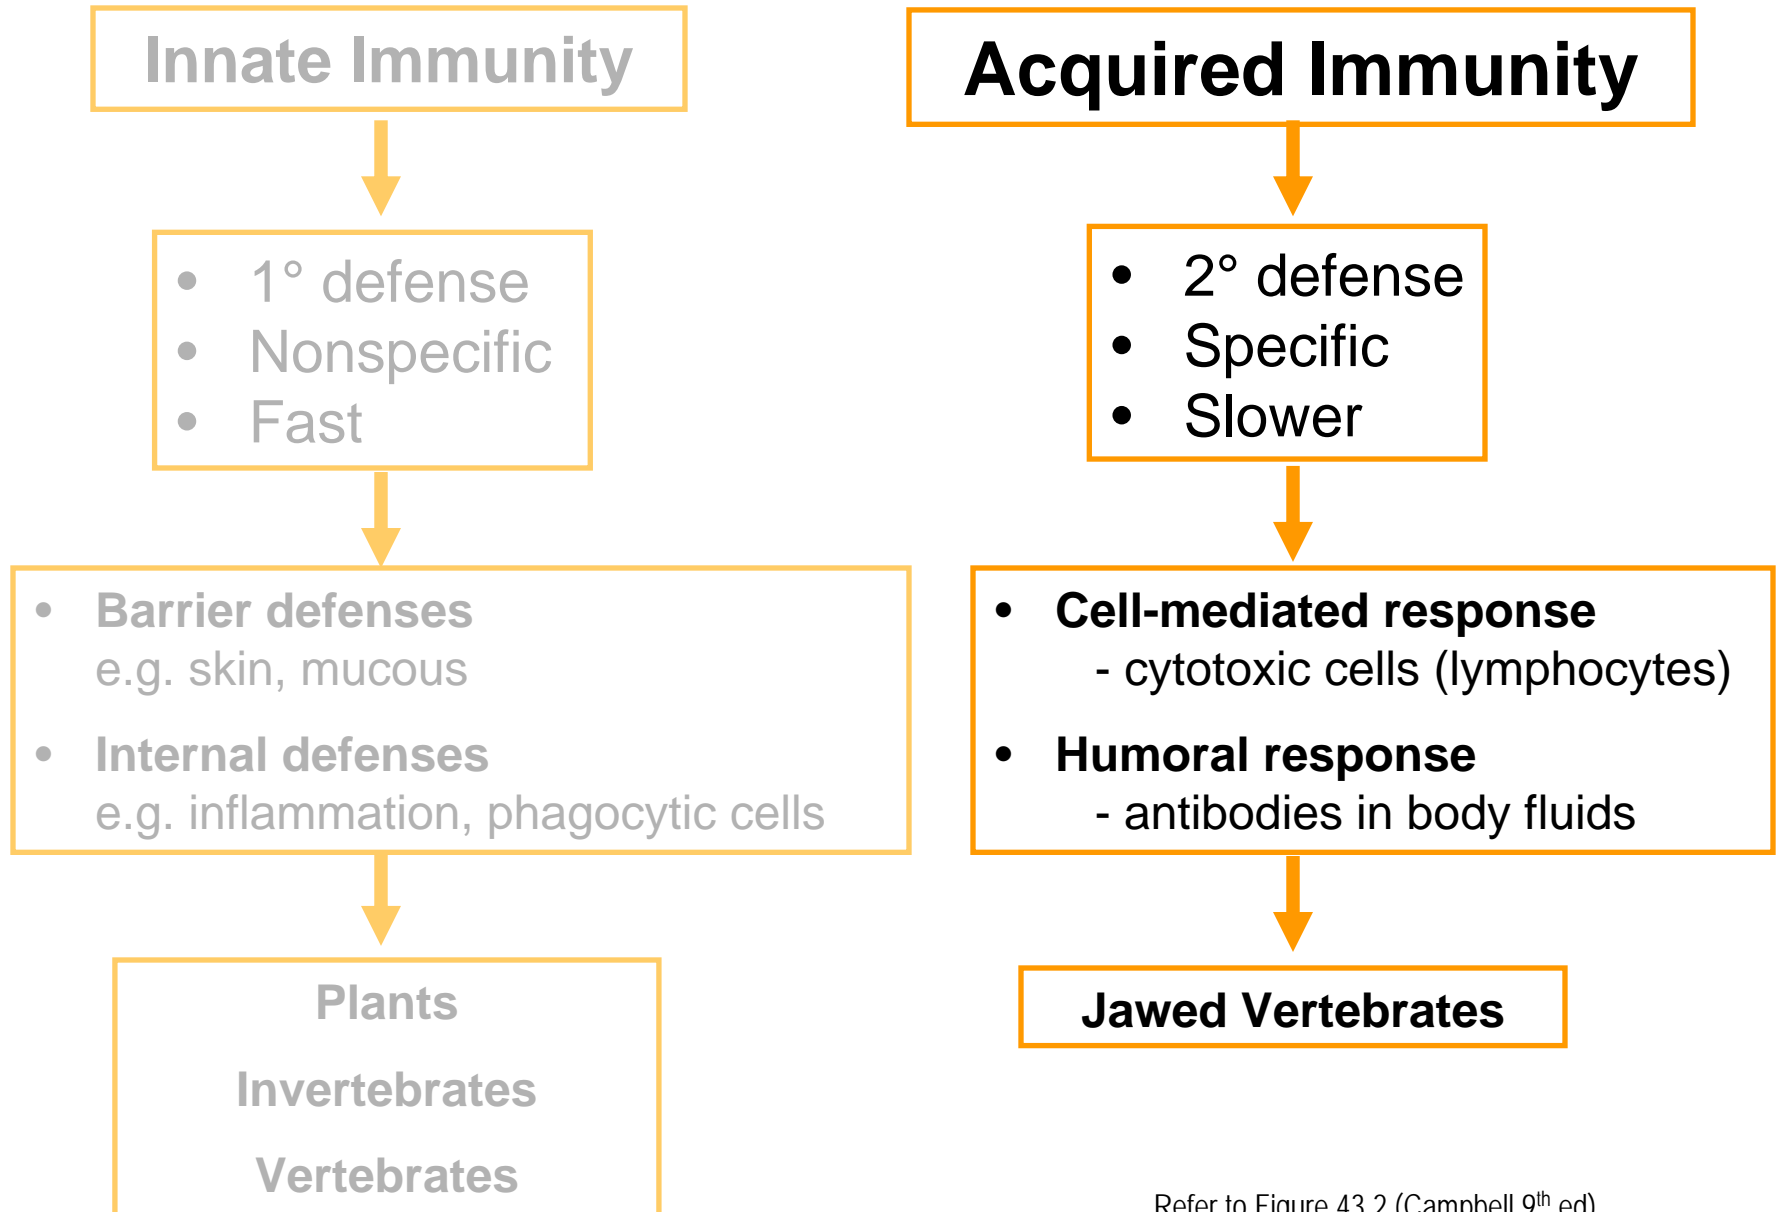 Innate Immunity
• 1° defense
• Nonspecific
• Fast
• Barrier defenses
e.g. skin, mucous
• Internal defenses
e.g. inflammation, phagocytic cells
Plants
Invertebrates
Vertebrates
Acquired Immunity
• 2° defense
• Specific
• Slower
• Cell-mediated response
- cytotoxic cells (lymphocytes)
• Humoral response
- antibodies in body fluids
Jawed Vertebrates
Refer to Figure 43.2 (Campbell 9th ed)